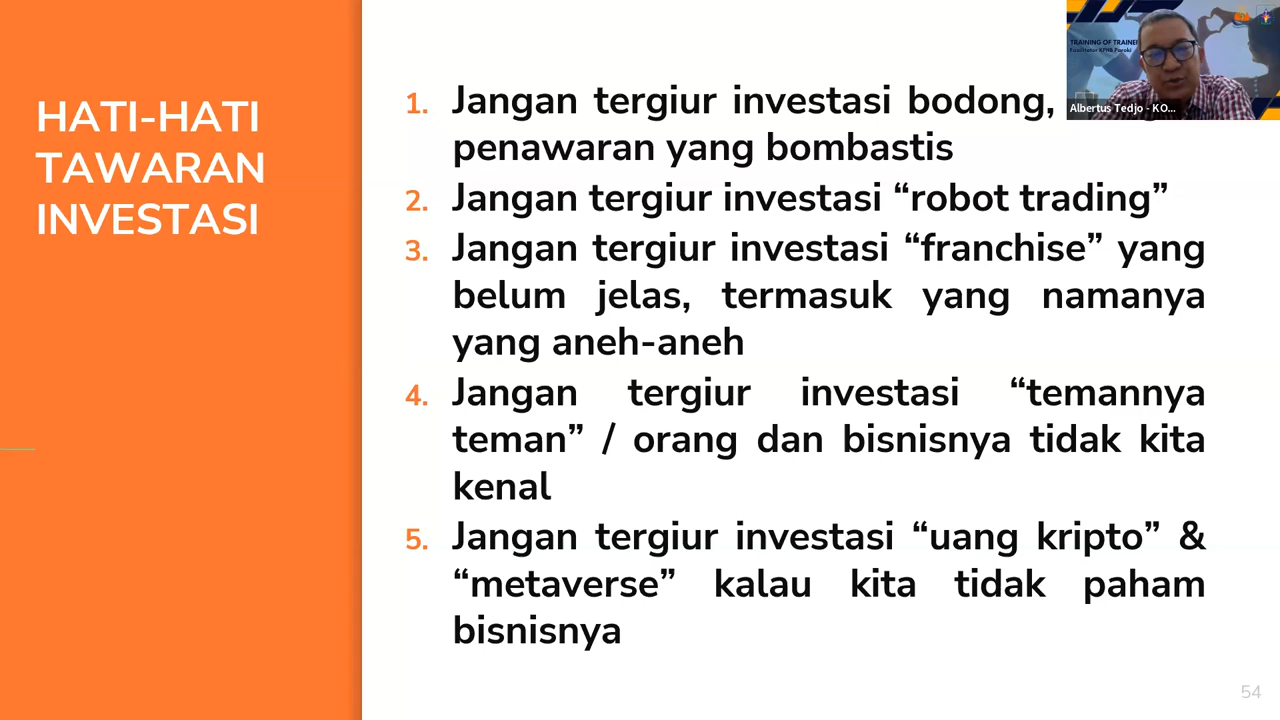 HATI-HATI
TAWARAN
INVESTASI
1. Jangan tergiur investasi bodong,
penawaran yang bombastis
2. Jangan tergiur investasi “robot trading”
3. Jangan tergiur investasi “franchise” yang
belum jelas, termasuk yang namanya
yang aneh-aneh
4. Jangan tergiur investasi “temannya
teman” / orang dan bisnisnya tidak kita
kenal
5. Jangan tergiur investasi “uang kripto” &
“metaverse” kalau kita tidak paham
bisnisnya
TRAINING OF TRAINER
Fasilitator KPHB Paroki
Albertus Tedjo - KO...
54